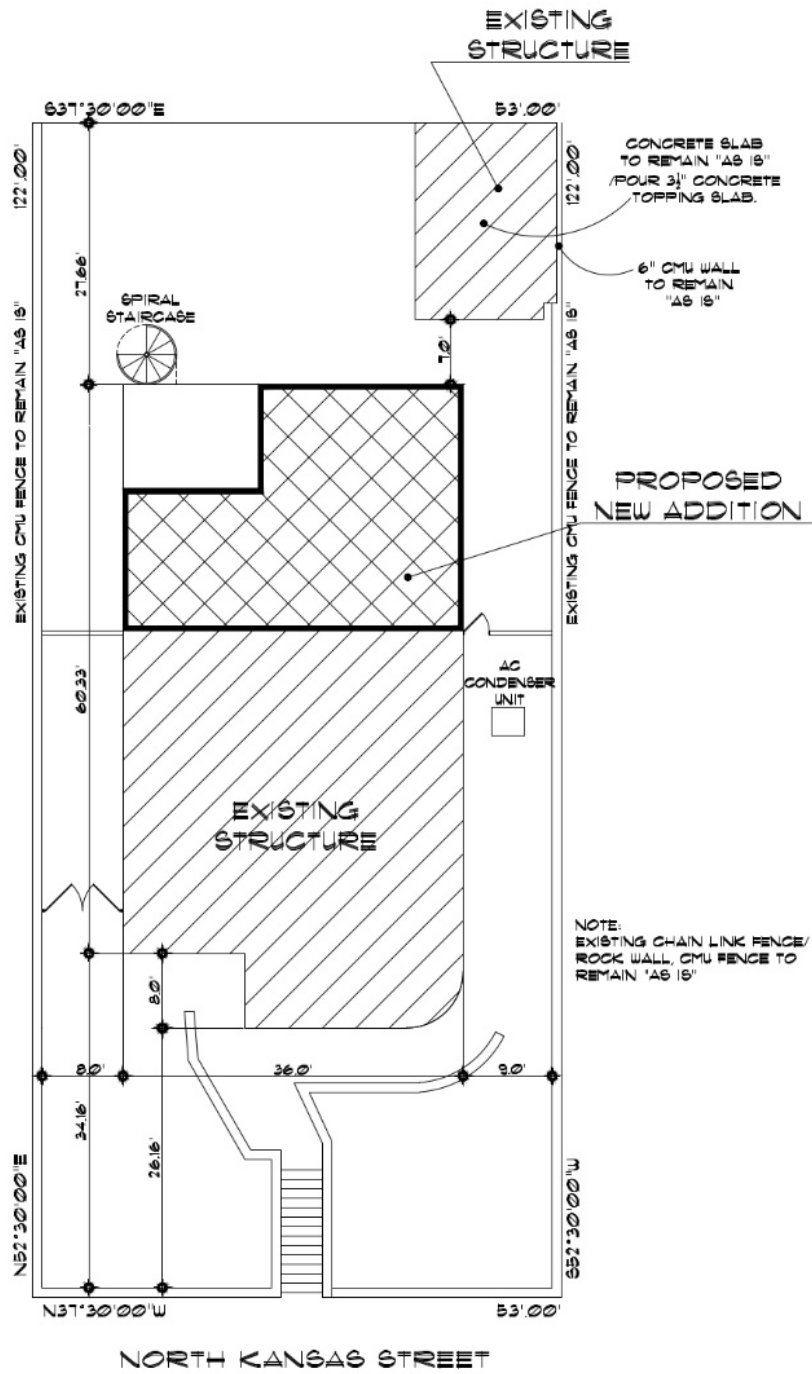 EXISTING
STRUCTURE
S37°30'00"E
53'.00'
122'.00'
122'.00'
CONCRETE SLAB
TO REMAIN "AS IS"
/POUR 3½" CONCRETE
TOPPING SLAB.
27.66'
6" CMU WALL
TO REMAIN
"AS IS"
SPIRAL
STAIRCASE
7.0'
EXISTING CMU FENCE TO REMAIN "AS IS"
EXISTING CMU FENCE TO REMAIN "AS IS"
PROPOSED
NEW ADDITION
60.33'
AC
CONDENSER
UNIT
EXISTING
STRUCTURE
NOTE:
EXISTING CHAIN LINK FENCE/
ROCK WALL, CMU FENCE TO
REMAIN "AS IS"
8.0'
8.0'
36.0'
9.0'
34.16'
26.16'
N52°30'00"E
S52°30'00"W
N37°30'00"W
53'.00'
NORTH KANSAS STREET